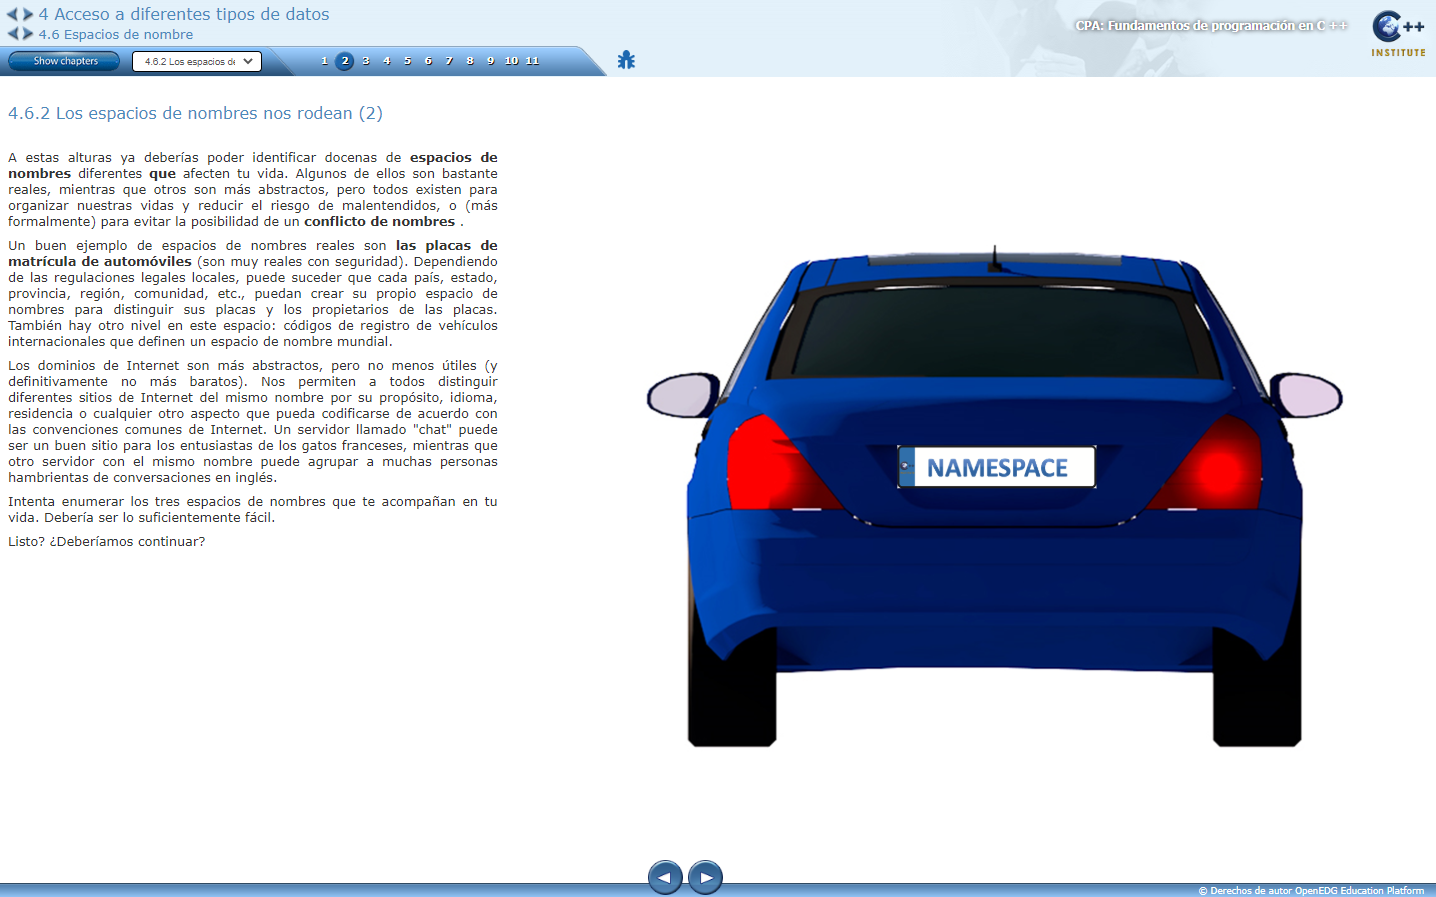 4 Acceso a diferentes tipos de datos
4.6 Espacios de nombre
CPA: Fundamentos de programación en C ++
C++
INSTITUTE
Show chapters
4.6.2 Los espacios de
1 2 3 4 5 6 7 8 9 10 11
4.6.2 Los espacios de nombres nos rodean (2)
A estas alturas ya deberías poder identificar docenas de espacios de
nombres diferentes que afecten tu vida. Algunos de ellos son bastante
reales, mientras que otros son más abstractos, pero todos existen para
organizar nuestras vidas y reducir el riesgo de malentendidos, o (más
formalmente) para evitar la posibilidad de un conflicto de nombres .
Un buen ejemplo de espacios de nombres reales son las placas de
matrícula de automóviles (son muy reales con seguridad). Dependiendo
de las regulaciones legales locales, puede suceder que cada país, estado,
provincia, región, comunidad, etc., puedan crear su propio espacio de
nombres para distinguir sus placas y los propietarios de las placas.
También hay otro nivel en este espacio: códigos de registro de vehículos
internacionales que definen un espacio de nombre mundial.
Los dominios de Internet son más abstractos, pero no menos útiles (y
definitivamente no más baratos). Nos permiten a todos distinguir
diferentes sitios de Internet del mismo nombre por su propósito, idioma,
residencia o cualquier otro aspecto que pueda codificarse de acuerdo con
las convenciones comunes de Internet. Un servidor llamado "chat" puede
ser un buen sitio para los entusiastas de los gatos franceses, mientras que
otro servidor con el mismo nombre puede agrupar a muchas personas
hambrientas de conversaciones en inglés.
Intenta enumerar los tres espacios de nombres que te acompañan en tu
vida. Debería ser lo suficientemente fácil.
Listo? ¿Deberíamos continuar?
NAMESPACE
© Derechos de autor OpenEDG Education Platform